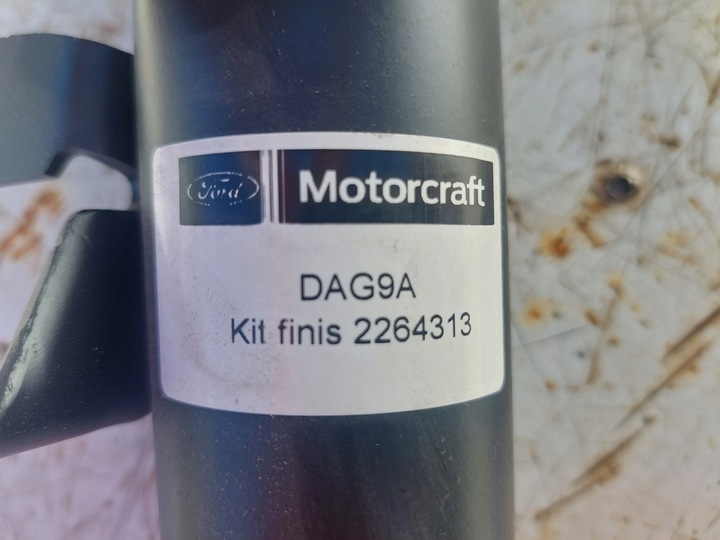 Ford Motorcraft
DAG9A
Kit finis 2264313